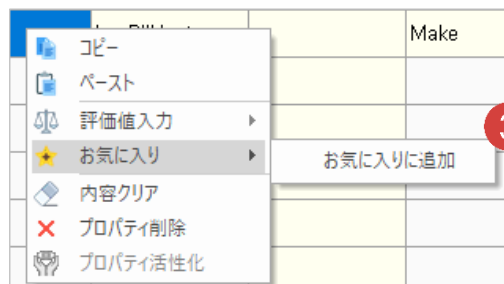 Make
コピー
ペースト
評価値入力
お気に入り
お気に入りに追加
内容クリア
プロパティ削除
プロパティ活性化